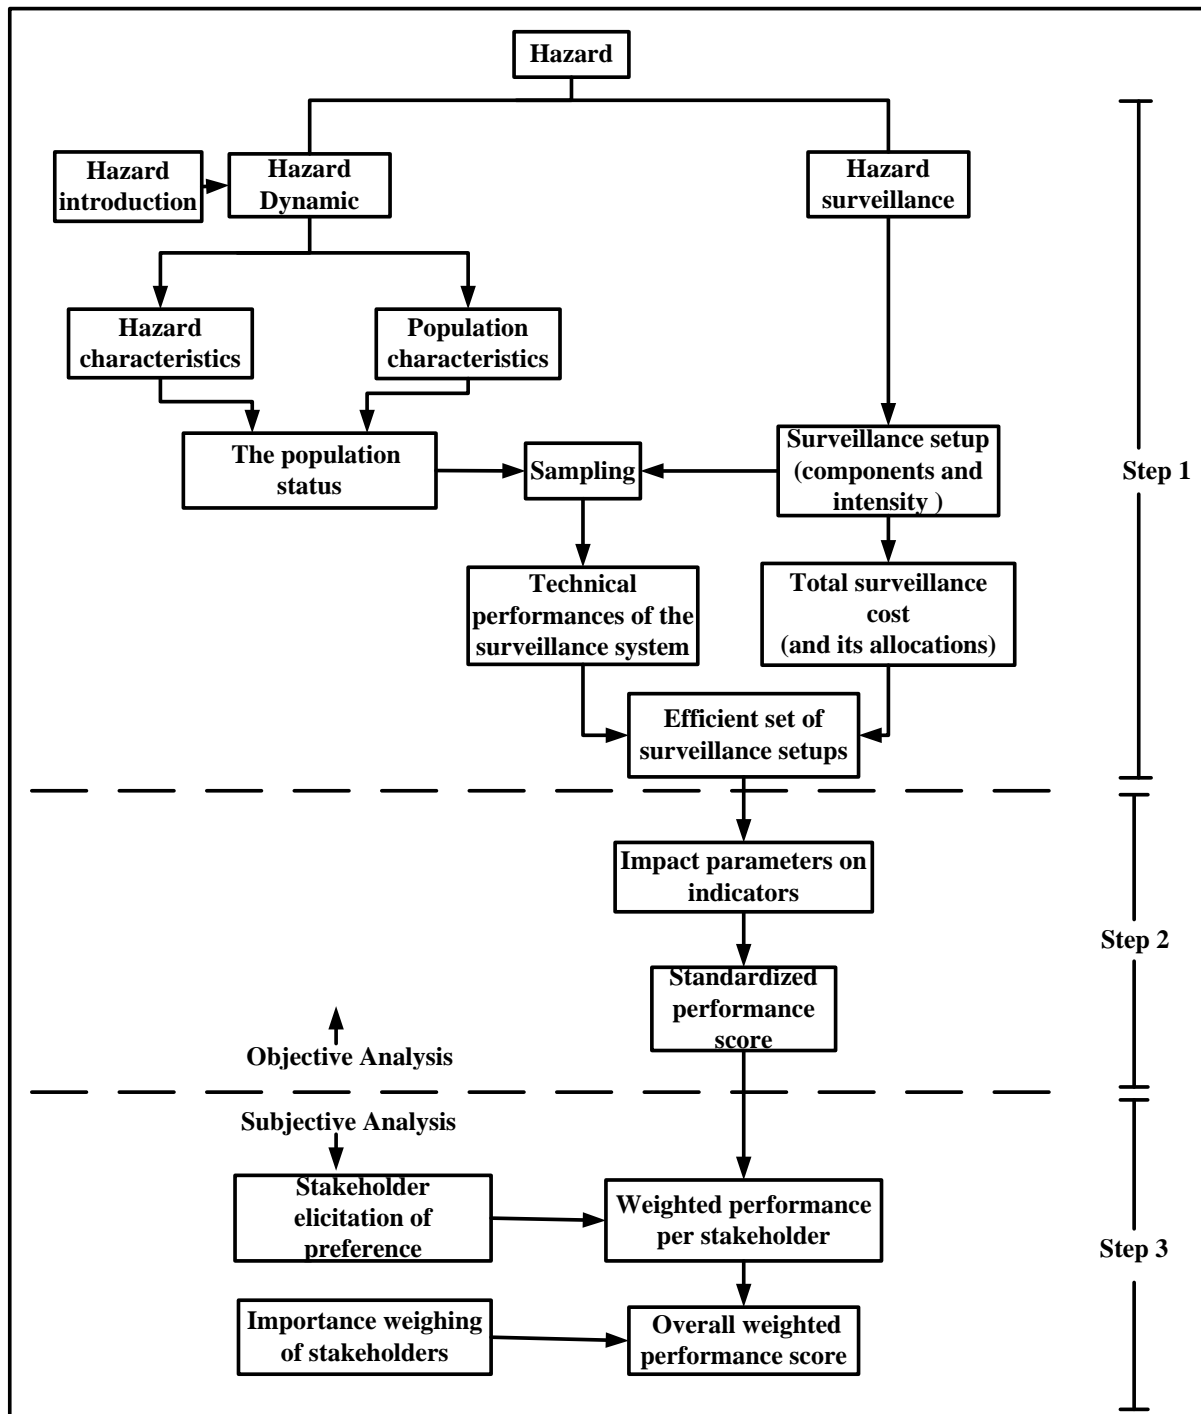 Hazard
Hazard
introduction
Hazard
Dynamic
Hazard
surveillance
Hazard
characteristics
Population
characteristics
The population
status
Sampling
Surveillance setup
(components and
intensity )
Step 1
Technical
performances of the
surveillance system
Total surveillance
cost
(and its allocations)
Efficient set of
surveillance setups
Impact parameters on
indicators
Step 2
Standardized
performance
score
Objective Analysis
Subjective Analysis
Stakeholder
elicitation of
preference
Weighted performance
per stakeholder
Step 3
Importance weighing
of stakeholders
Overall weighted
performance score